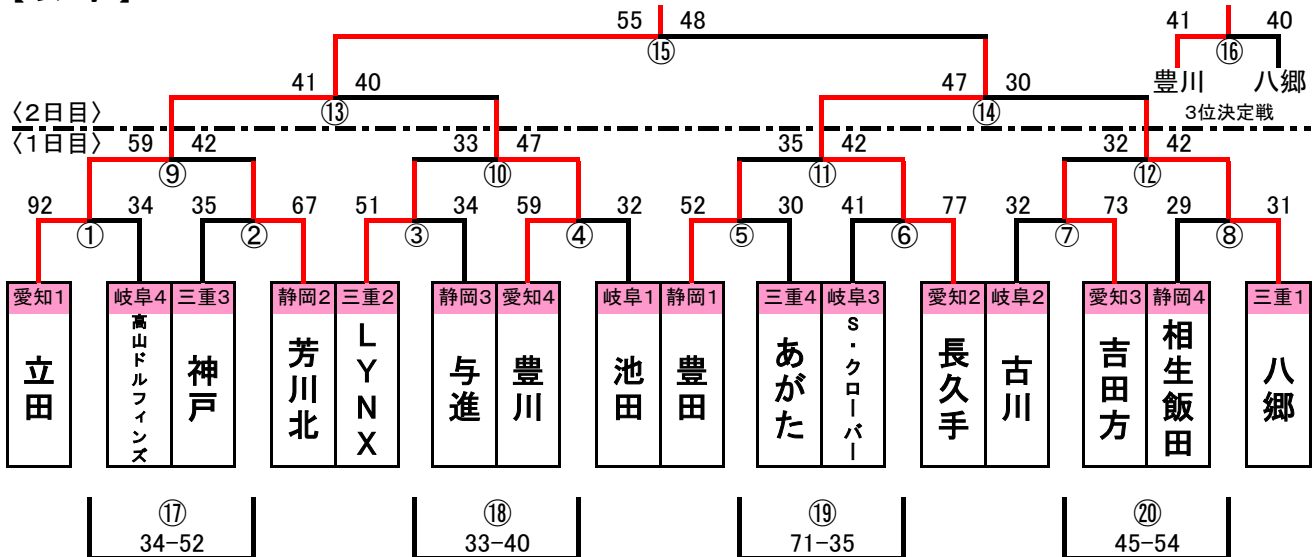 55 48 41 40
⑮ ⑯
41 40 47 30 豊川 八郷
〈2日目〉 ⑬ ⑭ 3位決定戦
〈1日目〉
59 42 33 47 35 42 32 42
⑨ ⑩ ⑪ ⑫
92 34 35 67 51 34 59 32 52 30 41 77 32 73 29 31
① ② ③ ④ ⑤ ⑥ ⑦ ⑧
愛知1 岐阜4 三重3 静岡2 三重2 静岡3 愛知4 岐阜1 静岡1 三重4 岐阜3 愛知2 岐阜2 愛知3 静岡4 三重1
立田
高山ドルフィンズ
神戸
芳川北
LYNX
与進
豊川
池田
豊田
あがた
S・クローバー
長久手
古川
吉田方
相生飯田
八郷
⑰ ⑱ ⑲ ⑳
34-52 33-40 71-35 45-54